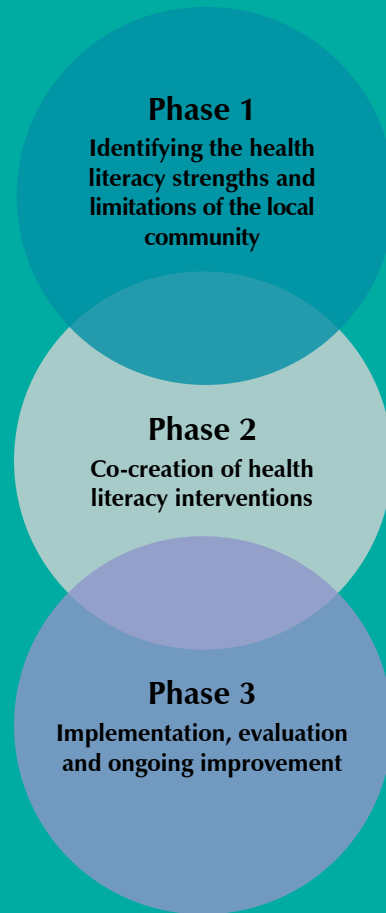 Phase 1
Identifying the health
literacy strengths and
limitations of the local
community
Phase 2
Co-creation of health
literacy interventions
Phase 3
Implementation, evaluation
and ongoing improvement